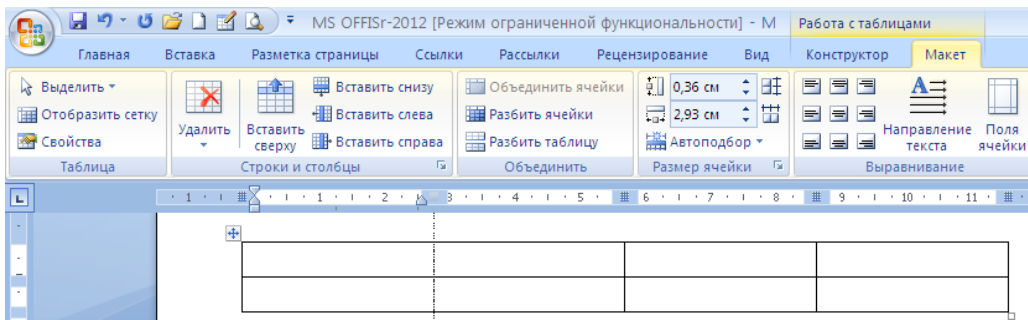 MS OFFISr-2012 [Режим ограниченной функциональности] - M
Работа с таблицами
Главная Вставка Разметка страницы Ссылки Рассылки Рецензирование Вид Конструктор Макет
Выделить
Отобразить сетку
Свойства
Таблица
Удалить
Вставить сверху
Вставить снизу
Вставить слева
Вставить справа
Строки и столбцы
Объединить ячейки
Разбить ячейки
Разбить таблицу
Объединить
0,36 см
2,93 см
Автоподбор
Размер ячейки
Направление текста
Поля ячейки
Выравнивание
1 1 2 3 4 5 6 7 8 9 10 11